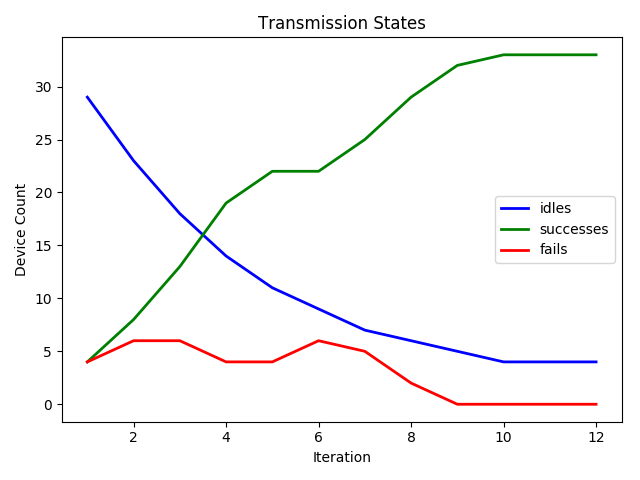 Transmission States
Device Count
30
25
20
15
10
5
0
idles
successes
fails
2 4 6 8 10 12
Iteration